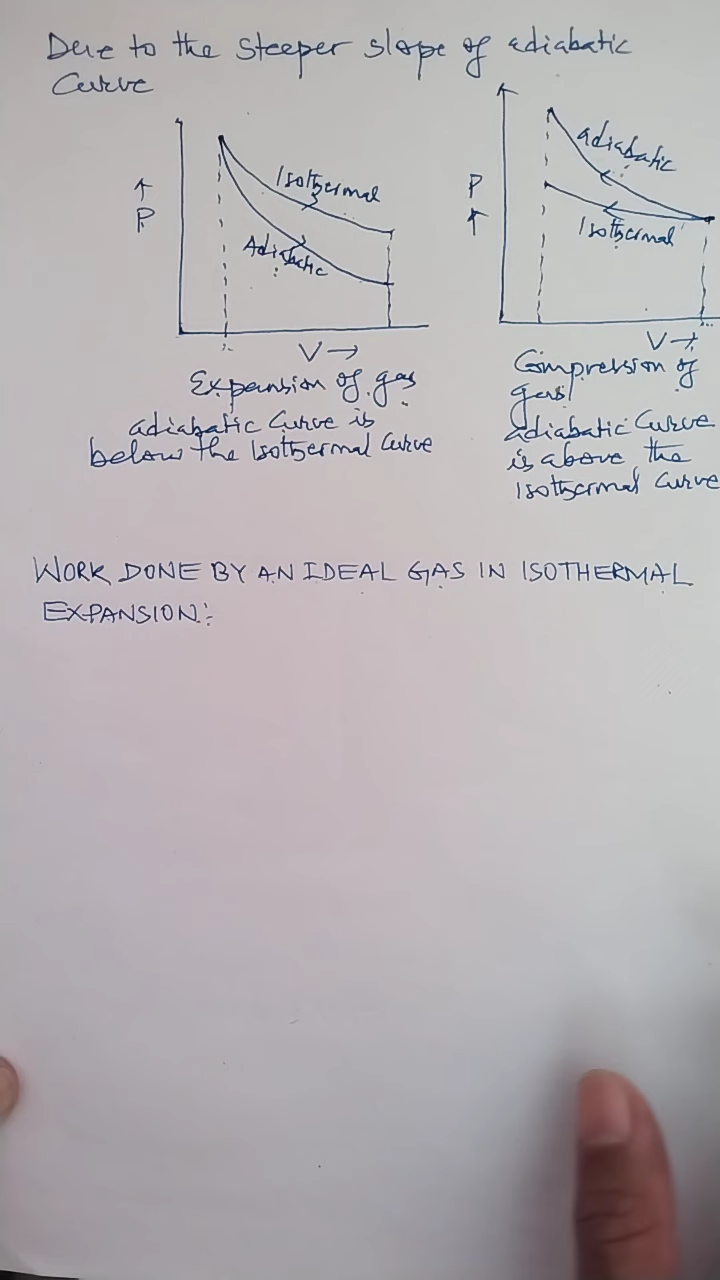 Due to the steeper slope of adiabatic
Curve
↑
P
Isothermal
Adiabatic
V →
Expansion of gas
adiabatic Curve is
below the Isothermal Curve
P
↑
adiabatic
Isothermal
V →
Compression of
gas
adiabatic Curve
is above the
Isothermal Curve
WORK DONE BY AN IDEAL GAS IN ISOTHERMAL
EXPANSION:-